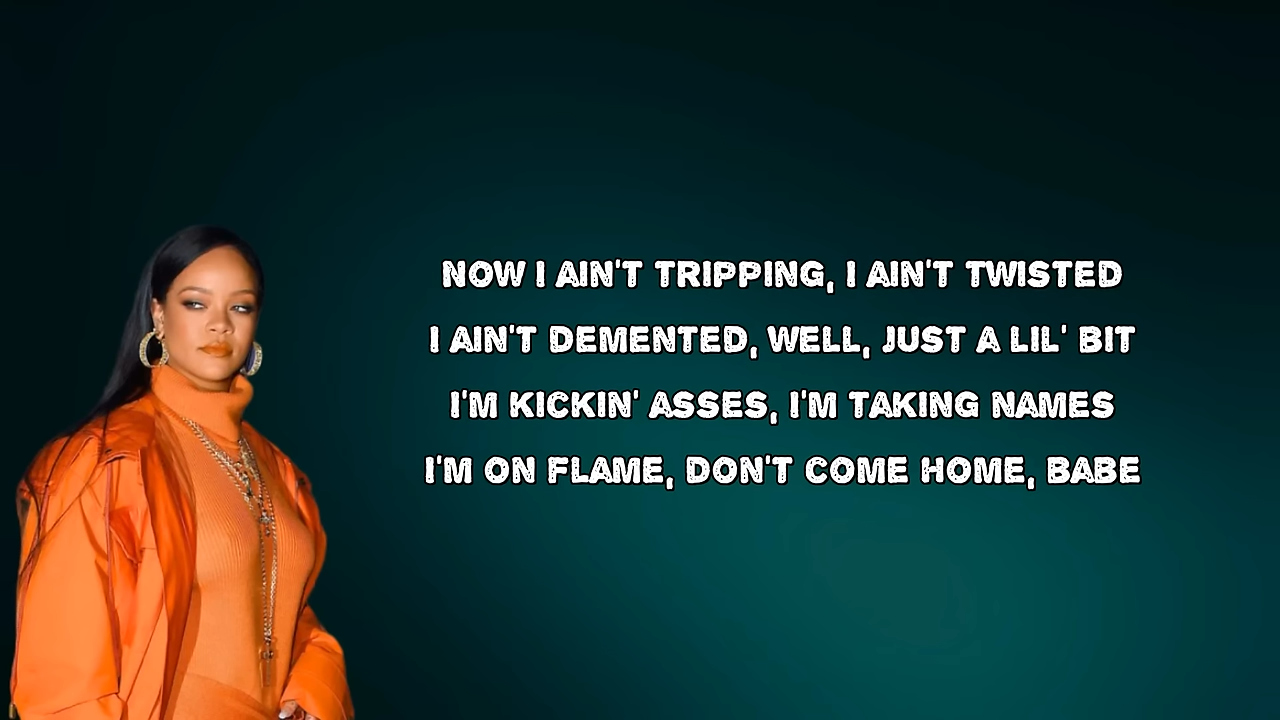 NOW I AIN'T TRIPPING, I AIN'T TWISTED
I AIN'T DEMENTED, WELL, JUST A LIL' BIT
I'M KICKIN' ASSES, I'M TAKING NAMES
I'M ON FLAME, DON'T COME HOME, BABE